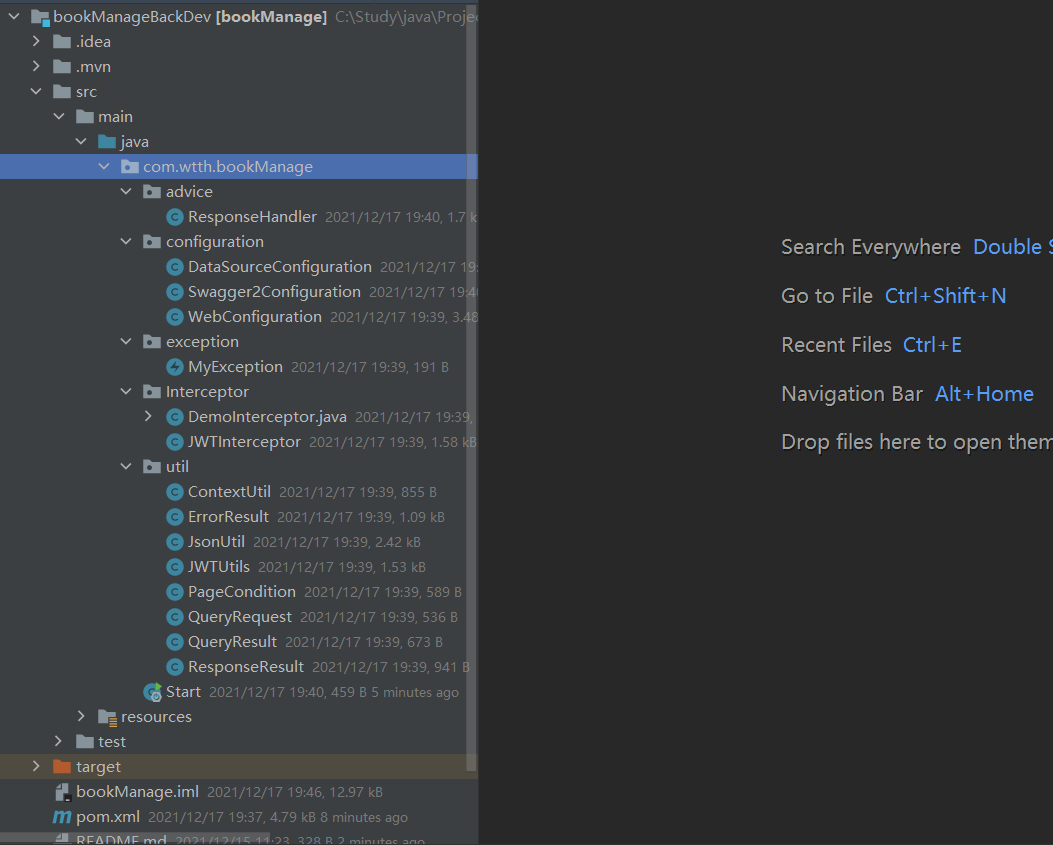 bookManageBackDev [bookManage] C:\Study\java\Proje
.idea
.mvn
src
main
java
com.wtth.bookManage
advice
ResponseHandler 2021/12/17 19:40, 1.7 k
configuration
DataSourceConfiguration 2021/12/17 19:
Swagger2Configuration 2021/12/17 19:40
WebConfiguration 2021/12/17 19:39, 3.48
exception
MyException 2021/12/17 19:39, 191 B
Interceptor
DemoInterceptor.java 2021/12/17 19:39,
JWTInterceptor 2021/12/17 19:39, 1.58 kB
util
ContextUtil 2021/12/17 19:39, 855 B
ErrorResult 2021/12/17 19:39, 1.09 kB
JsonUtil 2021/12/17 19:39, 2.42 kB
JWTUtils 2021/12/17 19:39, 1.53 kB
PageCondition 2021/12/17 19:39, 589 B
QueryRequest 2021/12/17 19:39, 536 B
QueryResult 2021/12/17 19:39, 673 B
ResponseResult 2021/12/17 19:39, 941 B
Start 2021/12/17 19:40, 459 B 5 minutes ago
resources
test
target
bookManage.iml 2021/12/17 19:46, 12.97 kB
pom.xml 2021/12/17 19:37, 4.79 kB 8 minutes ago
README.md 2021/12/15 11:23, 328 B 2 minutes ago
Search Everywhere Double S
Go to File Ctrl+Shift+N
Recent Files Ctrl+E
Navigation Bar Alt+Home
Drop files here to open them